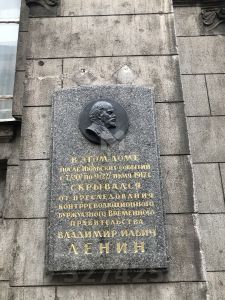 В ЭТОМ ДОМЕ
ПОСЛЕ ИЮЛЬСКИХ СОБЫТИЙ
С 7/20/ ПО 9/22/ ИЮЛЯ 1917 Г.
СКРЫВАЛСЯ
ОТ ПРЕСЛЕДОВАНИЯ
КОНТРРЕВОЛЮЦИОННОГО
БУРЖУАЗНОГО ВРЕМЕННОГО
ПРАВИТЕЛЬСТВА
ВЛАДИМИР ИЛЬИЧ
ЛЕНИН